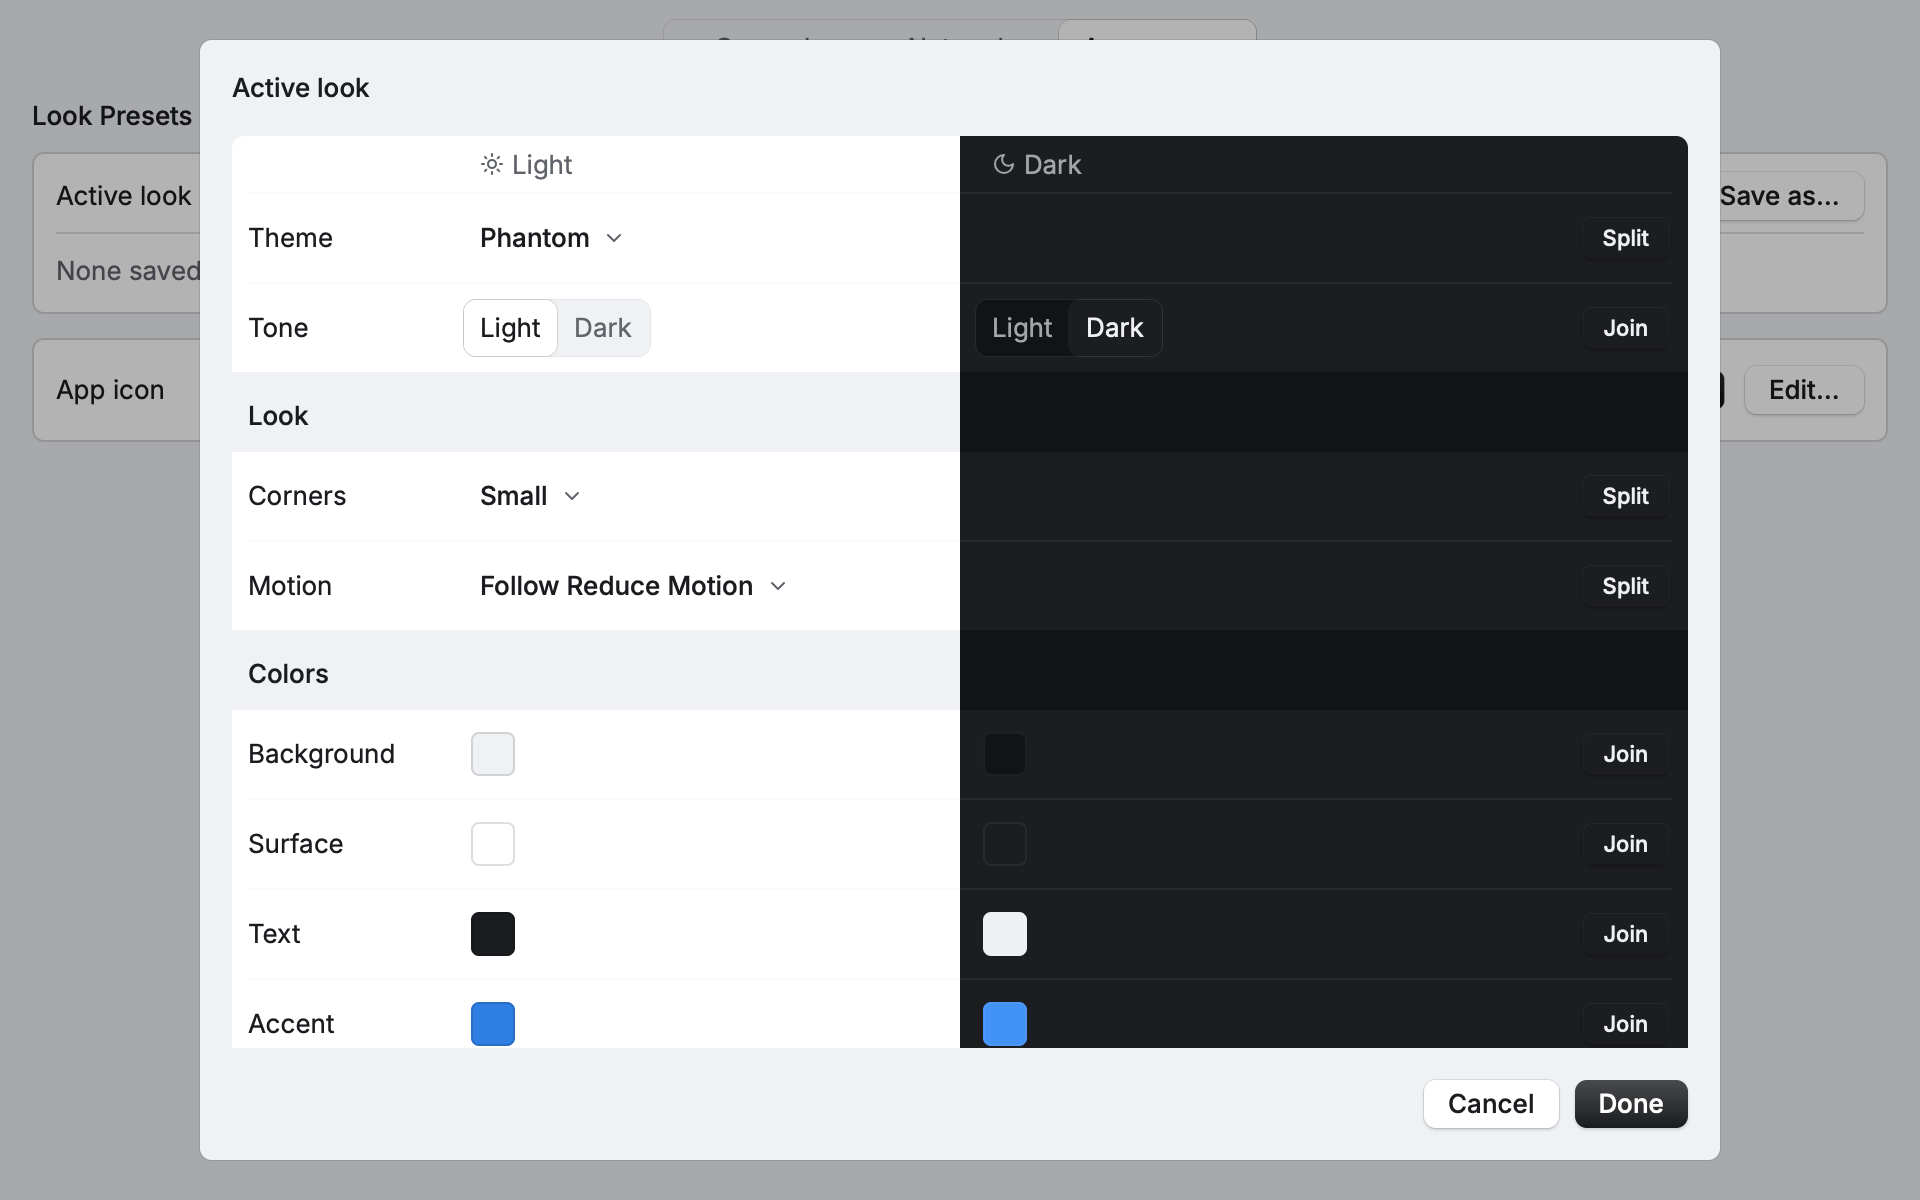 Active look
Look Presets
Light
Dark
Active look
Save as...
Theme
Phantom
Split
None saved
Tone
Light
Dark
Light
Dark
Join
App icon
Edit...
Look
Corners
Small
Split
Motion
Follow Reduce Motion
Split
Colors
Background
Join
Surface
Join
Text
Join
Accent
Join
Cancel
Done